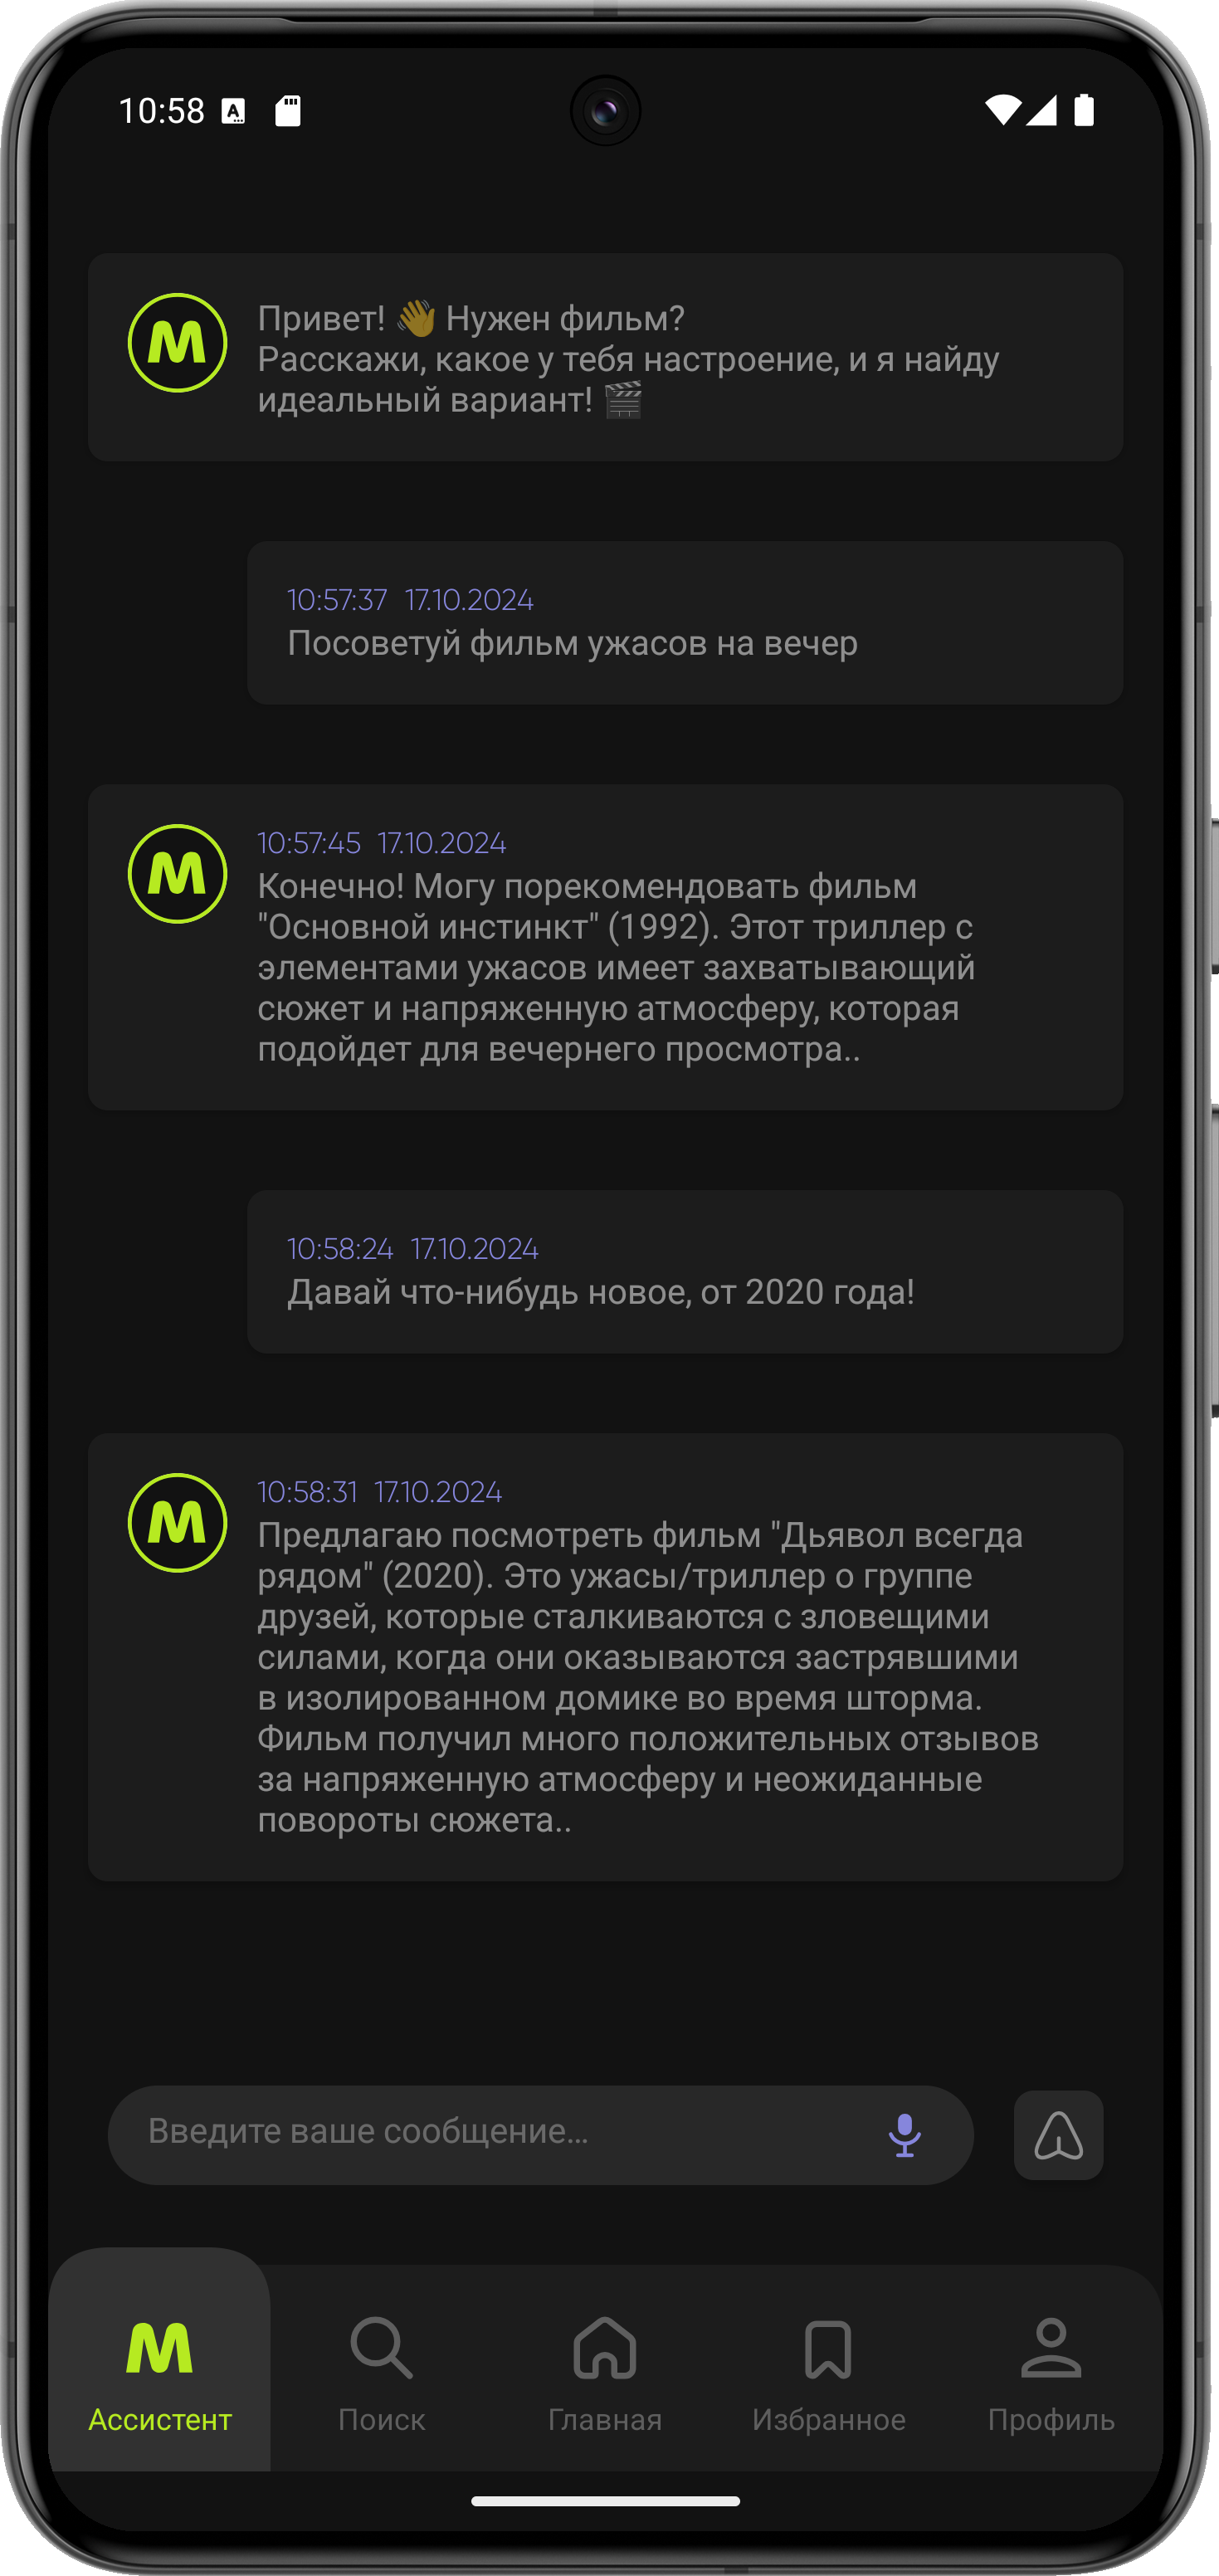 10:58
M
Привет! 👋 Нужен фильм?
Расскажи, какое у тебя настроение, и я найду
идеальный вариант! 🎬
10:57:37 17.10.2024
Посоветуй фильм ужасов на вечер
M
10:57:45 17.10.2024
Конечно! Могу порекомендовать фильм
"Основной инстинкт" (1992). Этот триллер с
элементами ужасов имеет захватывающий
сюжет и напряженную атмосферу, которая
подойдет для вечернего просмотра..
10:58:24 17.10.2024
Давай что-нибудь новое, от 2020 года!
M
10:58:31 17.10.2024
Предлагаю посмотреть фильм "Дьявол всегда
рядом" (2020). Это ужасы/триллер о группе
друзей, которые сталкиваются с зловещими
силами, когда они оказываются застрявшими
в изолированном домике во время шторма.
Фильм получил много положительных отзывов
за напряженную атмосферу и неожиданные
повороты сюжета..
Введите ваше сообщение...
M
Ассистент Поиск Главная Избранное Профиль